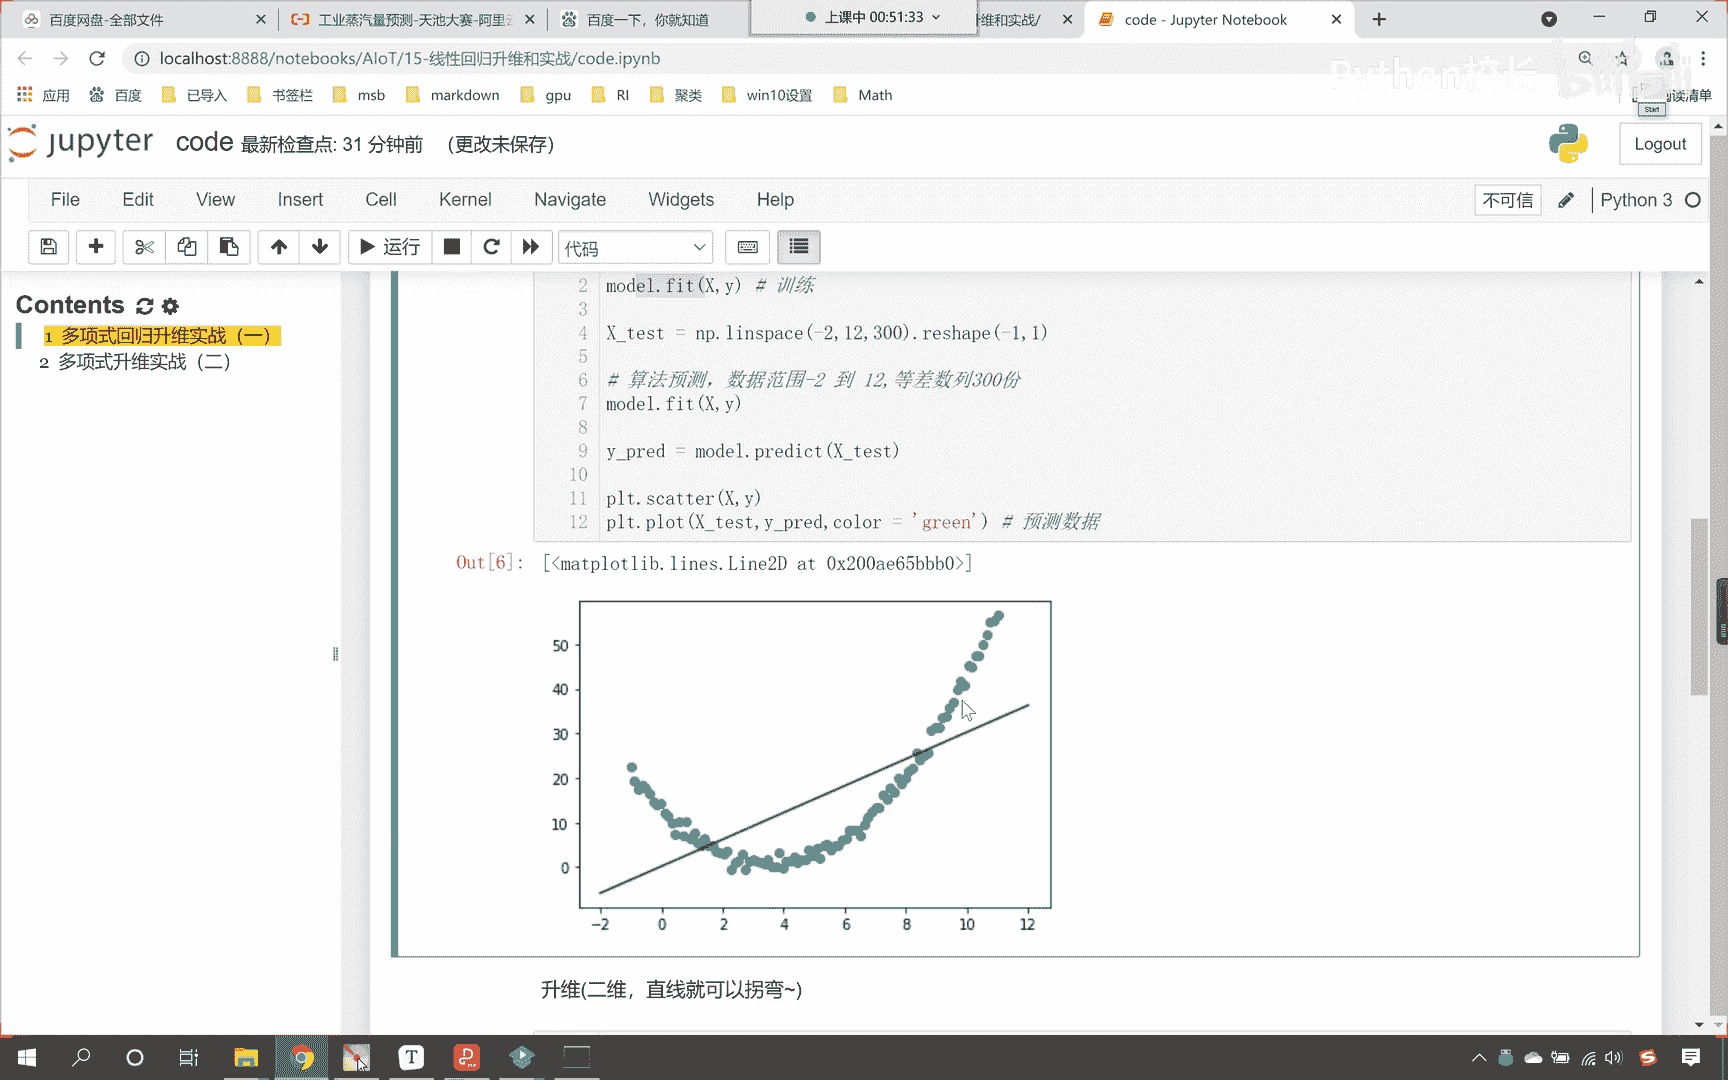 百度网盘-全部文件
工业蒸汽量预测-天池大赛-阿里云
百度一下，你就知道
上课中 00:51:33
维和实战/
code - Jupyter Notebook
localhost:8888/notebooks/AIoT/15-线性回归升维和实战/code.ipynb
Python校长
应用
百度
已导入
书签栏
msb
markdown
gpu
RI
聚类
win10设置
Math
阅读清单
Start
jupyter
code 最新检查点: 31 分钟前 （更改未保存）
Logout
File Edit View Insert Cell Kernel Navigate Widgets Help
不可信
Python 3
运行
代码
Contents
1 多项式回归升维实战（一）
2 多项式升维实战（二）
2 model.fit(X,y) # 训练
3
4 X_test = np.linspace(-2,12,300).reshape(-1,1)
5
6 # 算法预测，数据范围-2 到 12,等差数列300份
7 model.fit(X,y)
8
9 y_pred = model.predict(X_test)
10
11 plt.scatter(X,y)
12 plt.plot(X_test,y_pred,color = 'green') # 预测数据
Out[6]: [<matplotlib.lines.Line2D at 0x200ae65bbb0>]
50
40
30
20
10
0
−2 0 2 4 6 8 10 12
升维(二维，直线就可以拐弯~)